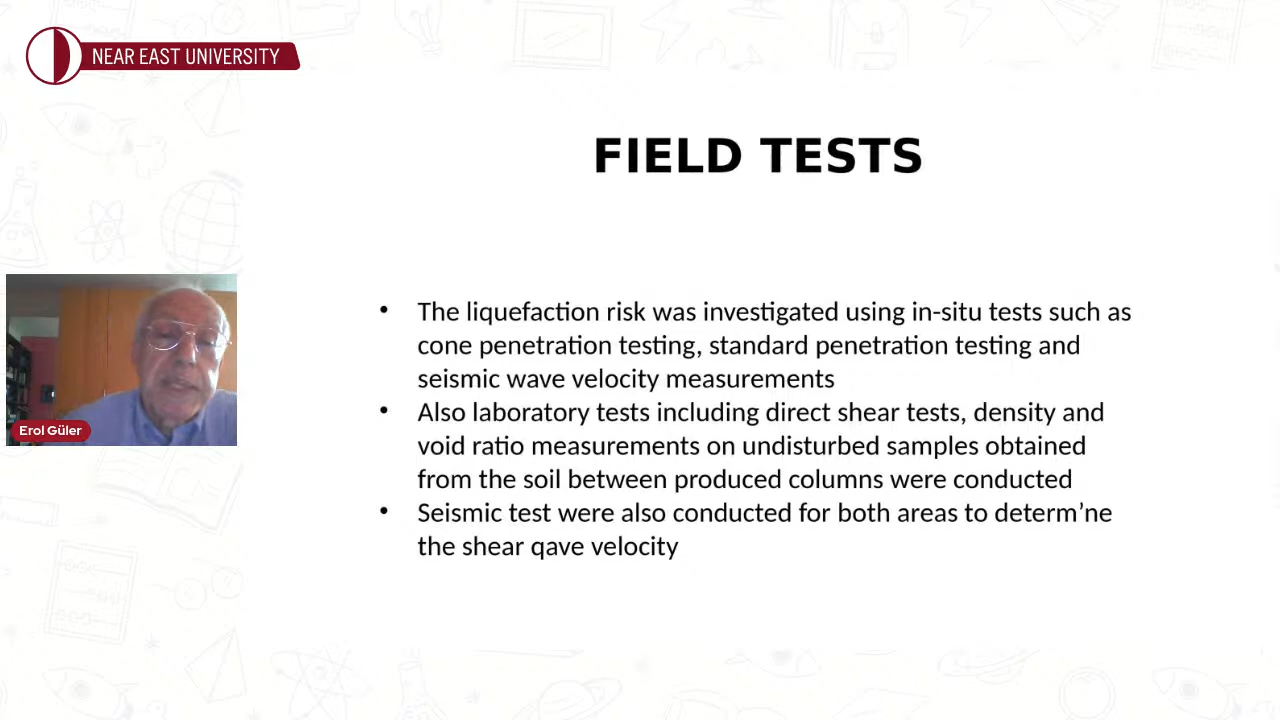 NEAR EAST UNIVERSITY
FIELD TESTS
• The liquefaction risk was investigated using in-situ tests such as
cone penetration testing, standard penetration testing and
seismic wave velocity measurements
• Also laboratory tests including direct shear tests, density and
void ratio measurements on undisturbed samples obtained
from the soil between produced columns were conducted
• Seismic test were also conducted for both areas to determ’ne
the shear qave velocity
Erol Güler